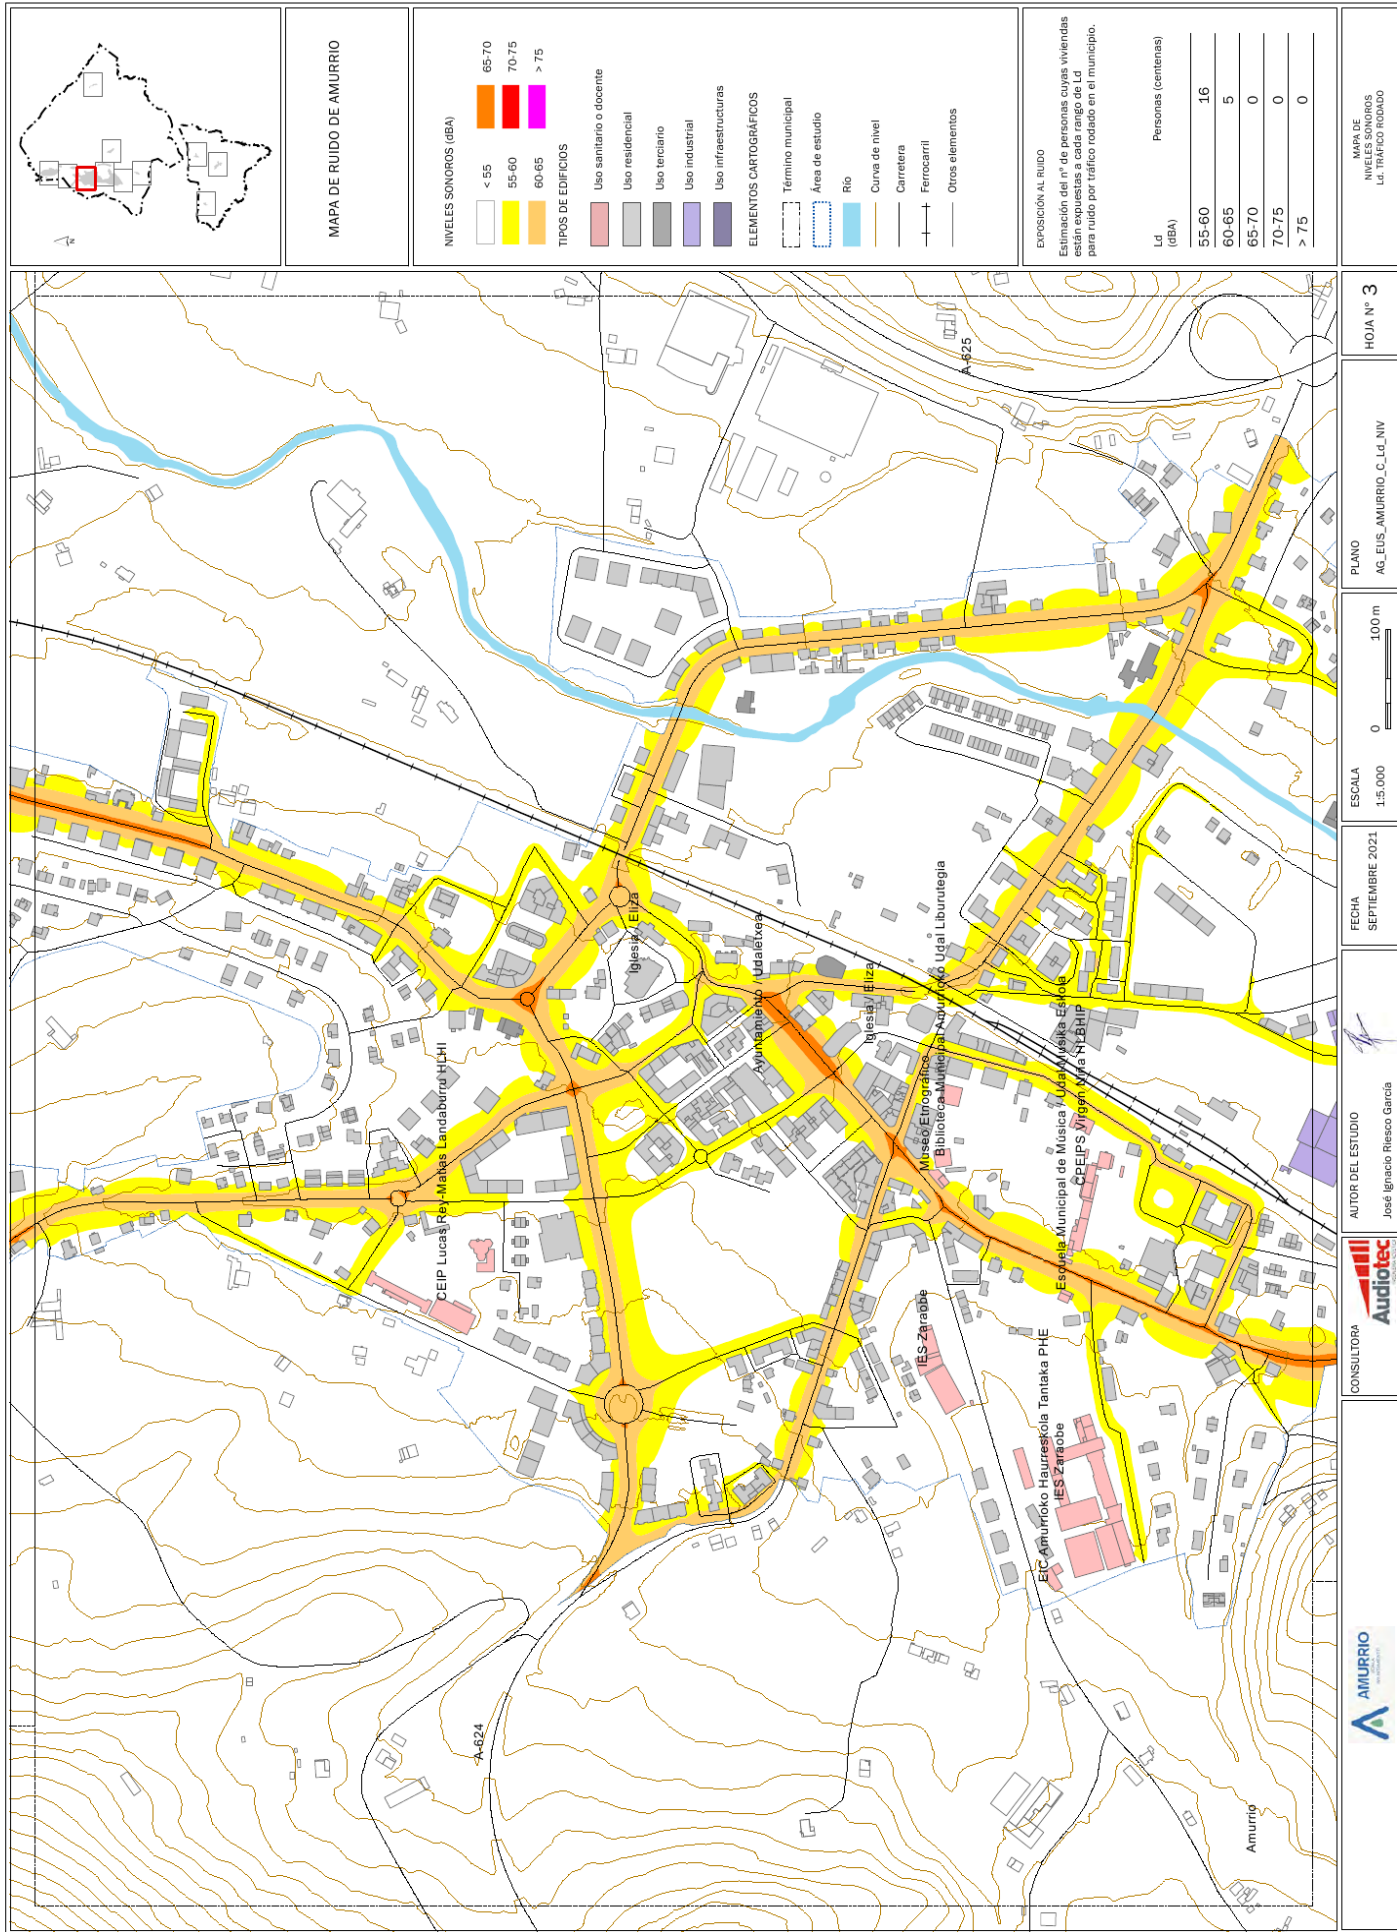 MAPA DE RUIDO DE AMURRIO
NIVELES SONOROS (dBA)
< 55
55-60
60-65
65-70
70-75
> 75
TIPOS DE EDIFICIOS
Uso sanitario o docente
Uso residencial
Uso terciario
Uso industrial
Uso infraestructuras
ELEMENTOS CARTOGRÁFICOS
Término municipal
Área de estudio
Río
Curva de nivel
Carretera
Ferrocarril
Otros elementos
EXPOSICIÓN AL RUIDO
Estimación del nº de personas cuyas viviendas
están expuestas a cada rango de Ld
para ruido por tráfico rodado en el municipio.
Ld Personas (centenas)
(dBA)
55-60 16
60-65 5
65-70 0
70-75 0
> 75 0
MAPA DE
NIVELES SONOROS
Ld. TRÁFICO RODADO
N
A-624
A-625
Amurrio
CEIP Lucas Rey-Matias Landaburu HLHI
Iglesia / Eliza
Ayuntamiento / Udaletxea
Iglesia / Eliza
Museo Etnográfico
Biblioteca Municipal Amurrioko Udal Liburutegia
IES Zaraobe
Escuela Municipal de Música / Udal Musika Eskola
CPEIPS Virgen Niña HLBHIP
EIC Amurrioko Haurreskola Tantaka PHE
IES Zaraobe
AMURRIO
CONSULTORA
Audiotec
AUTOR DEL ESTUDIO
José Ignacio Riesco García
FECHA
SEPTIEMBRE 2021
ESCALA
1:5.000
0 100 m
PLANO
AG_EUS_AMURRIO_C_Ld_NIV
HOJA Nº 3